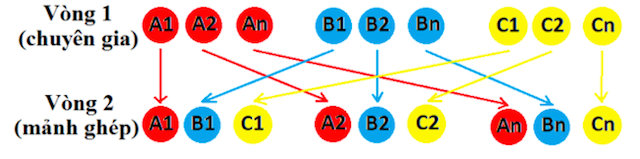 Vòng 1
(chuyên gia)
A1 A2 An B1 B2 Bn C1 C2 Cn
Vòng 2
(mảnh ghép)
A1 B1 C1 A2 B2 C2 An Bn Cn